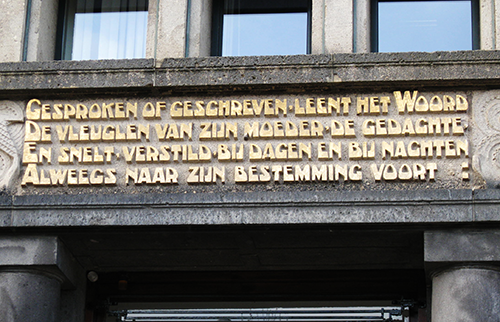 GESPROKEN OF GESCHREVEN · LEENT HET WOORD
DE VLEUGLEN VAN ZIJN MOEDER · DE GEDACHTE
EN SNELT · VERSTILD · BIJ DAGEN EN BIJ NACHTEN
ALWEEGS NAAR ZIJN BESTEMMING VOORT :